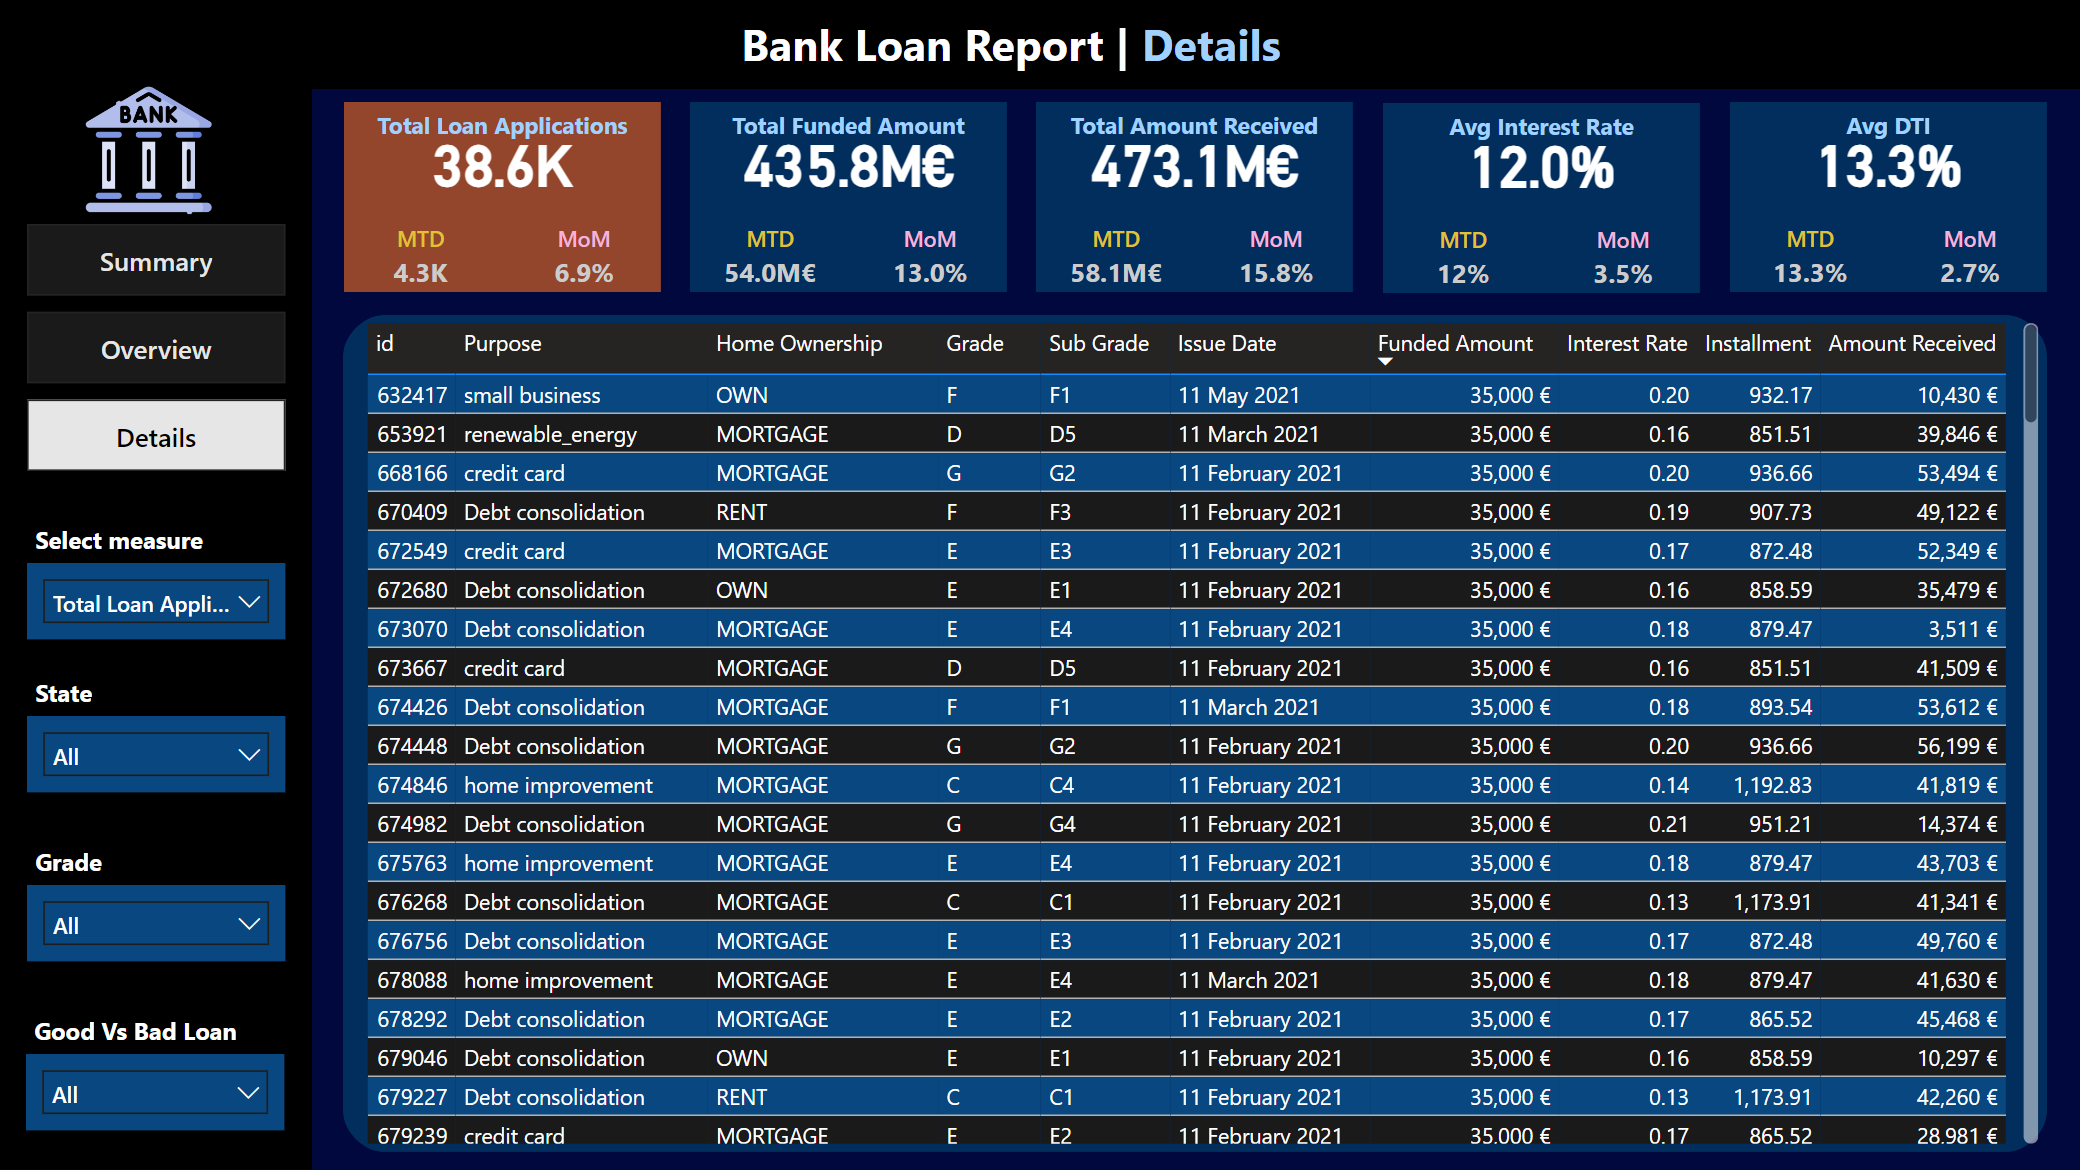 Bank Loan Report | Details
BANK
Summary
Overview
Details
Select measure
Total Loan Appli...
State
All
Grade
All
Good Vs Bad Loan
All
Total Loan Applications
38.6K
MTD MoM
4.3K 6.9%
Total Funded Amount
435.8M€
MTD MoM
54.0M€ 13.0%
Total Amount Received
473.1M€
MTD MoM
58.1M€ 15.8%
Avg Interest Rate
12.0%
MTD MoM
12% 3.5%
Avg DTI
13.3%
MTD MoM
13.3% 2.7%
id Purpose Home Ownership Grade Sub Grade Issue Date Funded Amount Interest Rate Installment Amount Received
632417 small business OWN F F1 11 May 2021 35,000 € 0.20 932.17 10,430 €
653921 renewable_energy MORTGAGE D D5 11 March 2021 35,000 € 0.16 851.51 39,846 €
668166 credit card MORTGAGE G G2 11 February 2021 35,000 € 0.20 936.66 53,494 €
670409 Debt consolidation RENT F F3 11 February 2021 35,000 € 0.19 907.73 49,122 €
672549 credit card MORTGAGE E E3 11 February 2021 35,000 € 0.17 872.48 52,349 €
672680 Debt consolidation OWN E E1 11 February 2021 35,000 € 0.16 858.59 35,479 €
673070 Debt consolidation MORTGAGE E E4 11 February 2021 35,000 € 0.18 879.47 3,511 €
673667 credit card MORTGAGE D D5 11 February 2021 35,000 € 0.16 851.51 41,509 €
674426 Debt consolidation MORTGAGE F F1 11 March 2021 35,000 € 0.18 893.54 53,612 €
674448 Debt consolidation MORTGAGE G G2 11 February 2021 35,000 € 0.20 936.66 56,199 €
674846 home improvement MORTGAGE C C4 11 February 2021 35,000 € 0.14 1,192.83 41,819 €
674982 Debt consolidation MORTGAGE G G4 11 February 2021 35,000 € 0.21 951.21 14,374 €
675763 home improvement MORTGAGE E E4 11 February 2021 35,000 € 0.18 879.47 43,703 €
676268 Debt consolidation MORTGAGE C C1 11 February 2021 35,000 € 0.13 1,173.91 41,341 €
676756 Debt consolidation MORTGAGE E E3 11 February 2021 35,000 € 0.17 872.48 49,760 €
678088 home improvement MORTGAGE E E4 11 March 2021 35,000 € 0.18 879.47 41,630 €
678292 Debt consolidation MORTGAGE E E2 11 February 2021 35,000 € 0.17 865.52 45,468 €
679046 Debt consolidation OWN E E1 11 February 2021 35,000 € 0.16 858.59 10,297 €
679227 Debt consolidation RENT C C1 11 February 2021 35,000 € 0.13 1,173.91 42,260 €
679239 credit card MORTGAGE E E2 11 February 2021 35,000 € 0.17 865.52 28,981 €